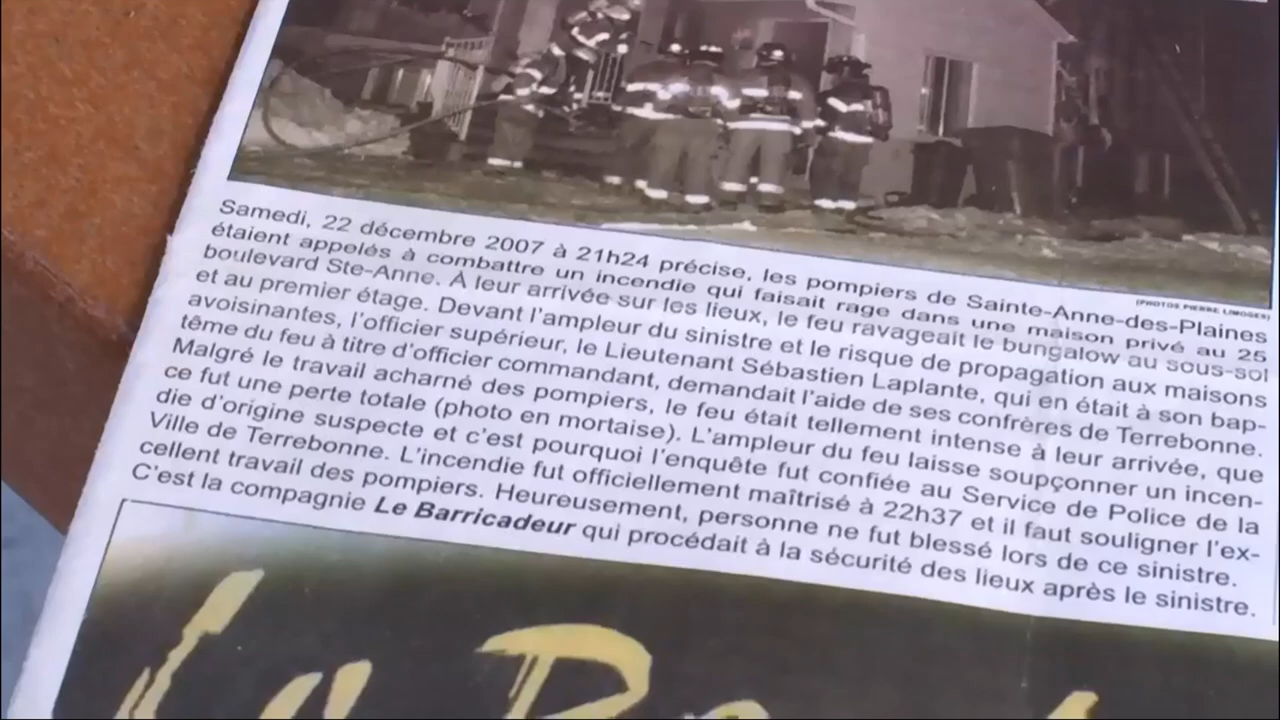 (PHOTOS PIERRE LIMOGES)
Samedi, 22 décembre 2007 à 21h24 précise, les pompiers de Sainte-Anne-des-Plaines
étaient appelés à combattre un incendie qui faisait rage dans une maison privé au 25
boulevard Ste-Anne. À leur arrivée sur les lieux, le feu ravageait le bungalow au sous-sol
et au premier étage. Devant l'ampleur du sinistre et le risque de propagation aux maisons
avoisinantes, l'officier supérieur, le Lieutenant Sébastien Laplante, qui en était à son bap-
tême du feu à titre d'officier commandant, demandait l'aide de ses confrères de Terrebonne.
Malgré le travail acharné des pompiers, le feu était tellement intense à leur arrivée, que
ce fut une perte totale (photo en mortaise). L'ampleur du feu laisse soupçonner un incen-
die d'origine suspecte et c'est pourquoi l'enquête fut confiée au Service de Police de la
Ville de Terrebonne. L'incendie fut officiellement maîtrisé à 22h37 et il faut souligner l'ex-
cellent travail des pompiers. Heureusement, personne ne fut blessé lors de ce sinistre.
C'est la compagnie Le Barricadeur qui procédait à la sécurité des lieux après le sinistre.